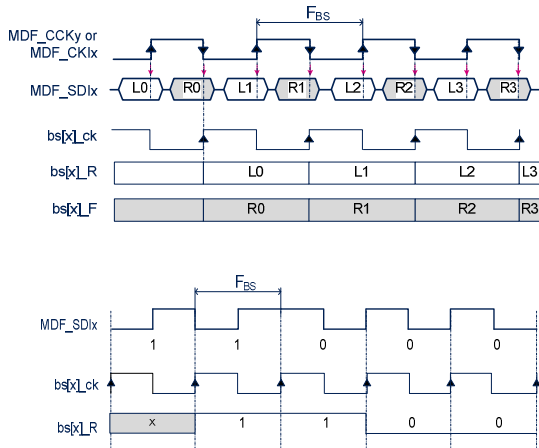 F_BS
MDF_CCKy or
MDF_CKIx
MDF_SDIx L0 R0 L1 R1 L2 R2 L3 R3
bs[x]_ck
bs[x]_R L0 L1 L2 L3
bs[x]_F R0 R1 R2 R3
F_BS
MDF_SDIx
1 1 0 0 0
bs[x]_ck
bs[x]_R x 1 1 0 0